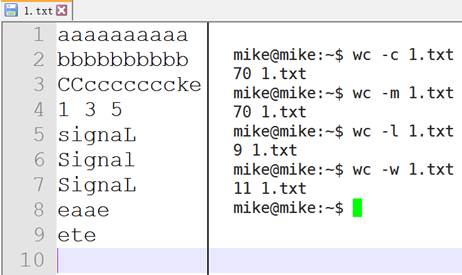 1.txt
1 aaaaaaaaaa
2 bbbbbbbbbb
3 CCcccccccke
4 1 3 5
5 signaL
6 Signal
7 SignaL
8 eaae
9 ete
10
mike@mike:~$ wc -c 1.txt
70 1.txt
mike@mike:~$ wc -m 1.txt
70 1.txt
mike@mike:~$ wc -l 1.txt
9 1.txt
mike@mike:~$ wc -w 1.txt
11 1.txt
mike@mike:~$